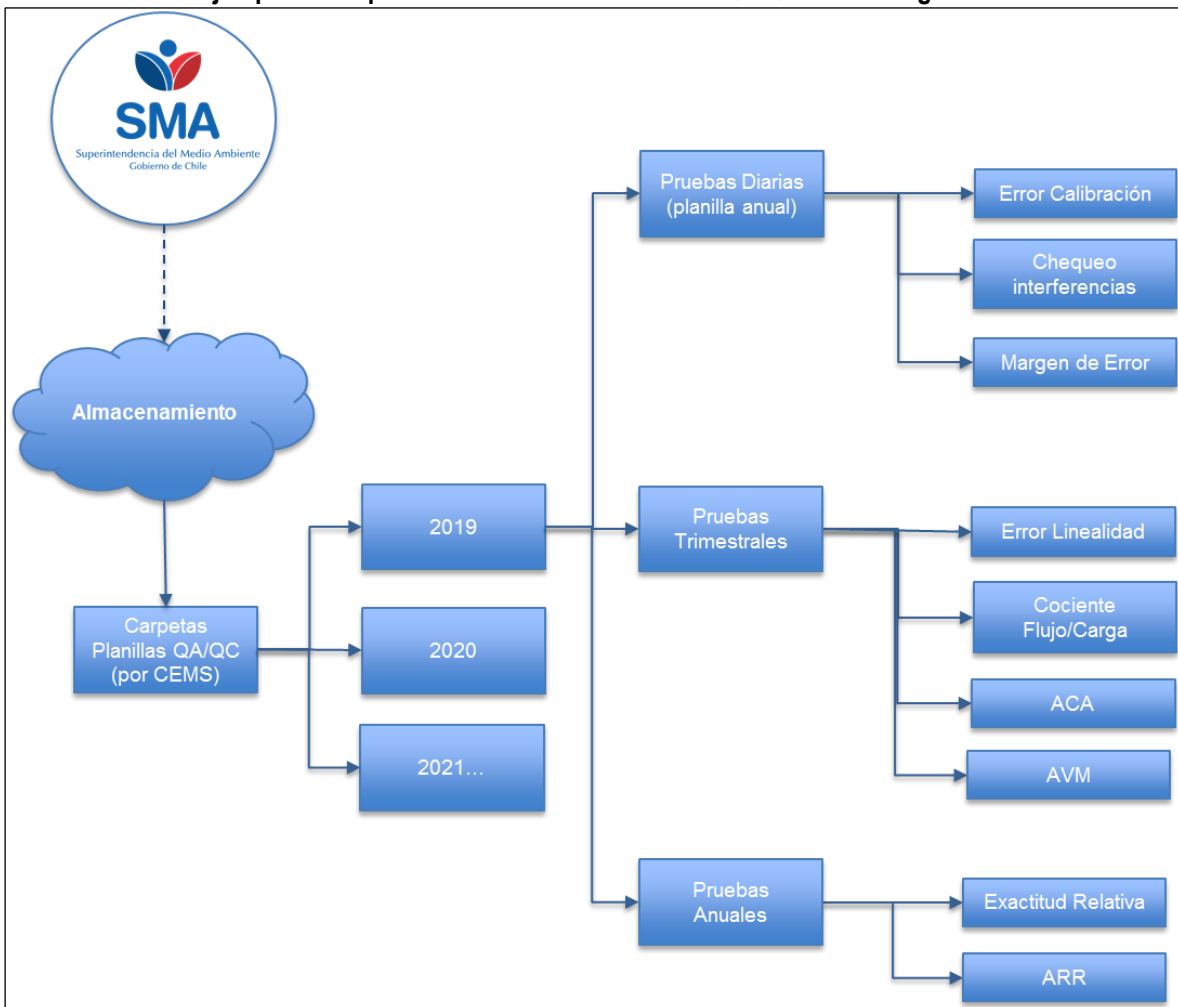 SMA
Superintendencia del Medio Ambiente
Gobierno de Chile
Almacenamiento
Carpetas
Planillas QA/QC
(por CEMS)
2019
2020
2021...
Pruebas Diarias
(planilla anual)
Error Calibración
Chequeo
interferencias
Margen de Error
Pruebas
Trimestrales
Error Linealidad
Cociente
Flujo/Carga
ACA
AVM
Pruebas
Anuales
Exactitud Relativa
ARR